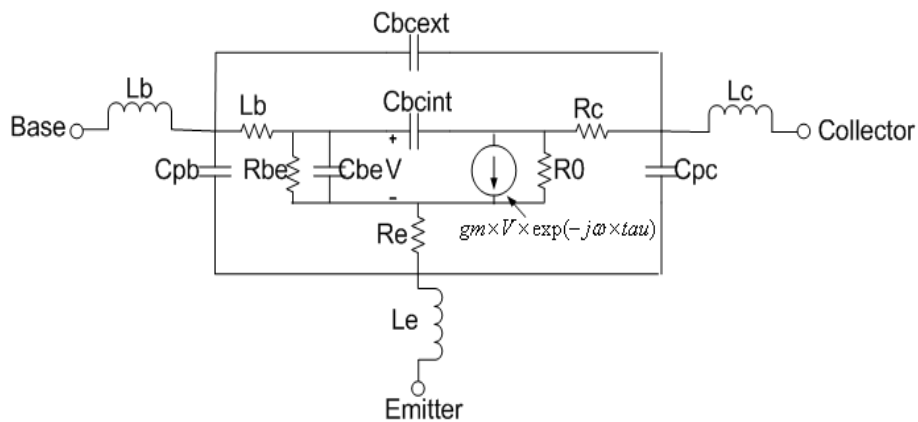 Cbcext
Lb
Lb
Cbcint
Rc
Lc
Base
+
Collector
Cpb
Rbe
Cbe
V
R0
Cpc
-
Re
gm×V×exp(-jω×tau)
Le
Emitter